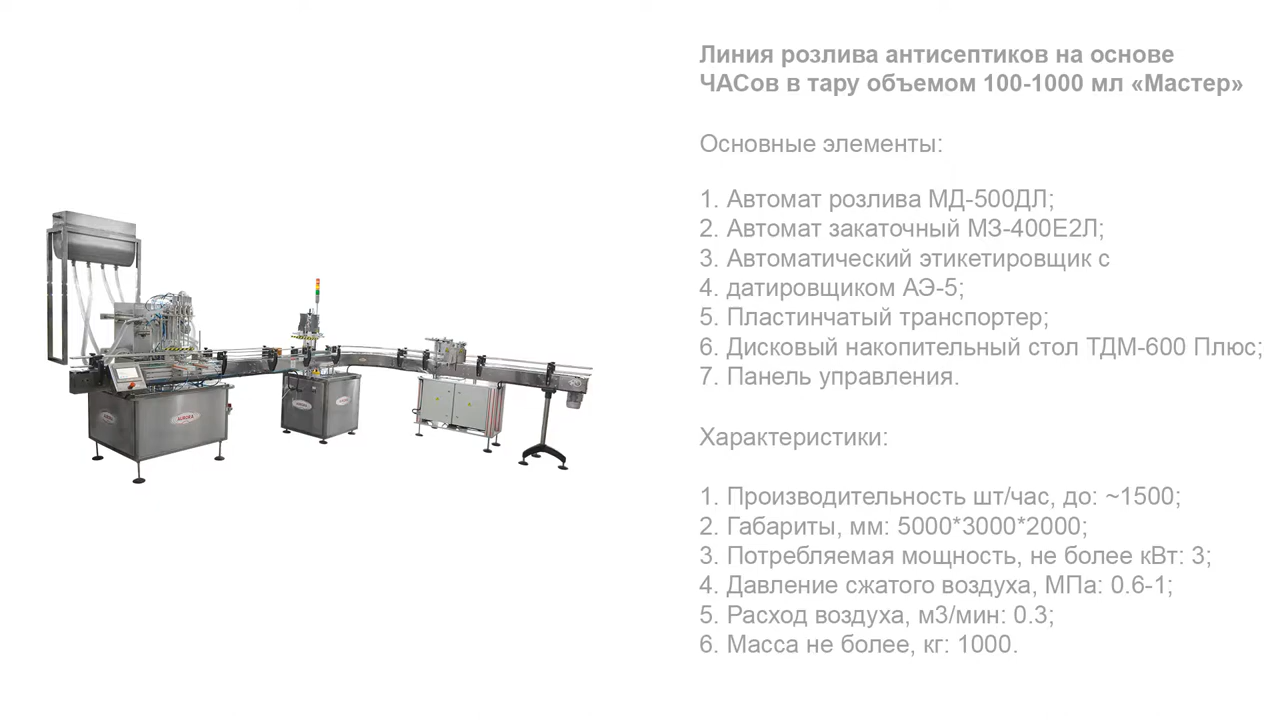 Линия розлива антисептиков на основе
ЧАСов в тару объемом 100-1000 мл «Мастер»
Основные элементы:
1. Автомат розлива МД-500ДЛ;
2. Автомат закаточный МЗ-400Е2Л;
3. Автоматический этикетировщик с
4. датировщиком АЭ-5;
5. Пластинчатый транспортер;
6. Дисковый накопительный стол ТДМ-600 Плюс;
7. Панель управления.
Характеристики:
1. Производительность шт/час, до: ~1500;
2. Габариты, мм: 5000*3000*2000;
3. Потребляемая мощность, не более кВт: 3;
4. Давление сжатого воздуха, МПа: 0.6-1;
5. Расход воздуха, м3/мин: 0.3;
6. Масса не более, кг: 1000.
AURORA